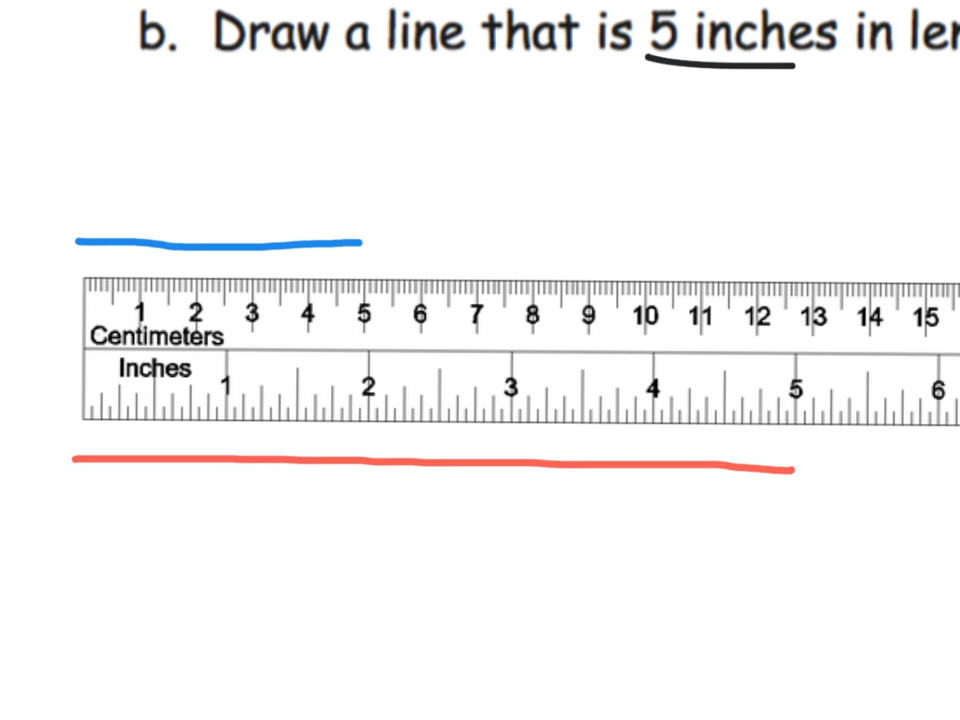 b. Draw a line that is 5 inches in
1 2 3 4 5 6 7 8 9 10 11 12 13 14 15
Centimeters
Inches
1 2 3 4 5 6